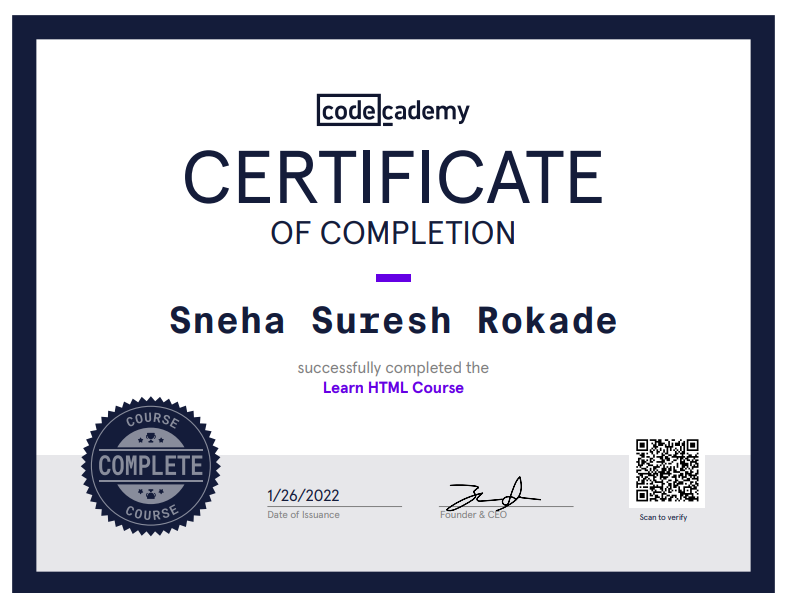 codecademy
CERTIFICATE
OF COMPLETION
Sneha Suresh Rokade
successfully completed the
Learn HTML Course
COURSE
COMPLETE
COURSE
1/26/2022
Date of Issuance
Founder & CEO
Scan to verify